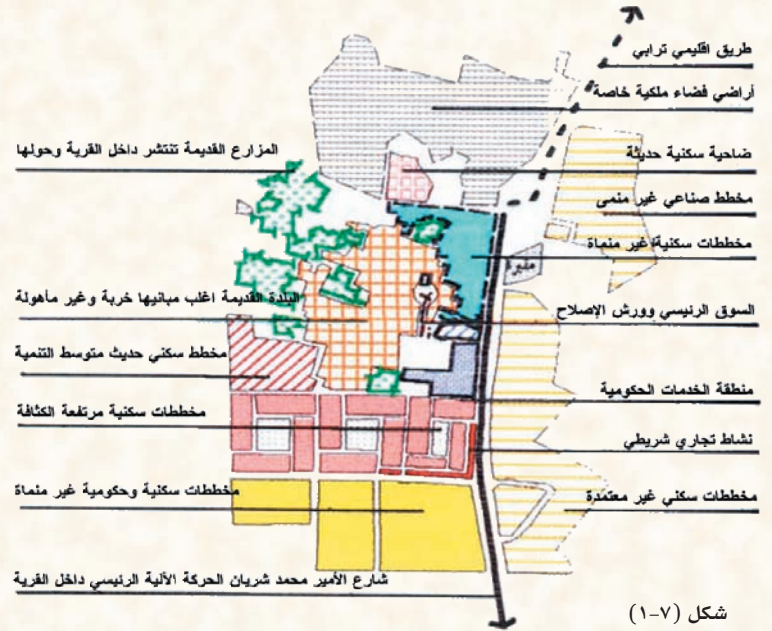 طريق اقليمي ترابي
أراضي فضاء ملكية خاصة
ضاحية سكنية حديثة
مخطط صناعي غير منمى
مخططات سكنية غير منماة
مقبرة
السوق الرئيسي وورش الإصلاح
منطقة الخدمات الحكومية
نشاط تجاري شريطي
مخططات سكني غير معتمدة
المزارع القديمة تنتشر داخل القرية وحولها
البلدة القديمة اغلب مبانيها خربة وغير مأهولة
مخطط سكني حديث متوسط التنمية
مخططات سكنية مرتفعة الكثافة
مخططات سكنية وحكومية غير منماة
شارع الأمير محمد شريان الحركة الألية الرئيسي داخل القرية
شكل (٧-١)